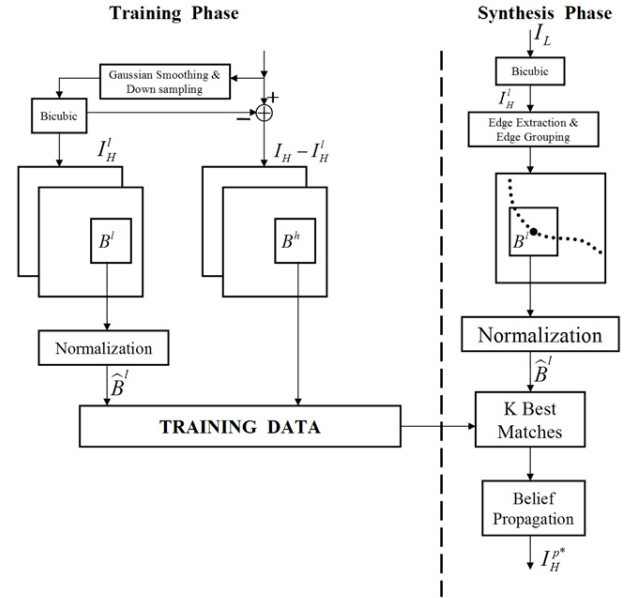 Training Phase
Gaussian Smoothing &
Down sampling
Bicubic
+
−
I_H^l
I_H − I_H^l
B^l
B^h
Normalization
B̂^l
TRAINING DATA
Synthesis Phase
I_L
Bicubic
I_H^l
Edge Extraction &
Edge Grouping
B^l
Normalization
B̂^l
K Best
Matches
Belief
Propagation
I_H^{p*}